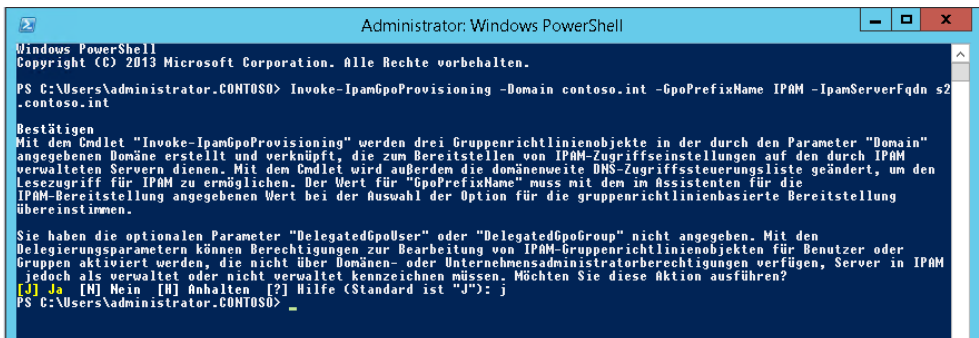 Administrator: Windows PowerShell
Windows PowerShell
Copyright (C) 2013 Microsoft Corporation. Alle Rechte vorbehalten.
PS C:\Users\administrator.CONTOSO> Invoke-IpamGpoProvisioning -Domain contoso.int -GpoPrefixName IPAM -IpamServerFqdn s2
.contoso.int
Bestätigen
Mit dem Cmdlet "Invoke-IpamGpoProvisioning" werden drei Gruppenrichtlinienobjekte in der durch den Parameter "Domain"
angegebenen Domäne erstellt und verknüpft, die zum Bereitstellen von IPAM-Zugriffseinstellungen auf den durch IPAM
verwalteten Servern dienen. Mit dem Cmdlet wird außerdem die domänenweite DNS-Zugriffssteuerungsliste geändert, um den
Lesezugriff für IPAM zu ermöglichen. Der Wert für "GpoPrefixName" muss mit dem im Assistenten für die
IPAM-Bereitstellung angegebenen Wert bei der Auswahl der Option für die gruppenrichtlinienbasierte Bereitstellung
übereinstimmen.
Sie haben die optionalen Parameter "DelegatedGpoUser" oder "DelegatedGpoGroup" nicht angegeben. Mit den
Delegierungsparametern können Berechtigungen zur Bearbeitung von IPAM-Gruppenrichtlinienobjekten für Benutzer oder
Gruppen aktiviert werden, die nicht über Domänen- oder Unternehmensadministratorberechtigungen verfügen, Server in IPAM
jedoch als verwaltet oder nicht verwaltet kennzeichnen müssen. Möchten Sie diese Aktion ausführen?
[J] Ja  [N] Nein  [H] Anhalten  [?] Hilfe (Standard ist "J"): j
PS C:\Users\administrator.CONTOSO> _